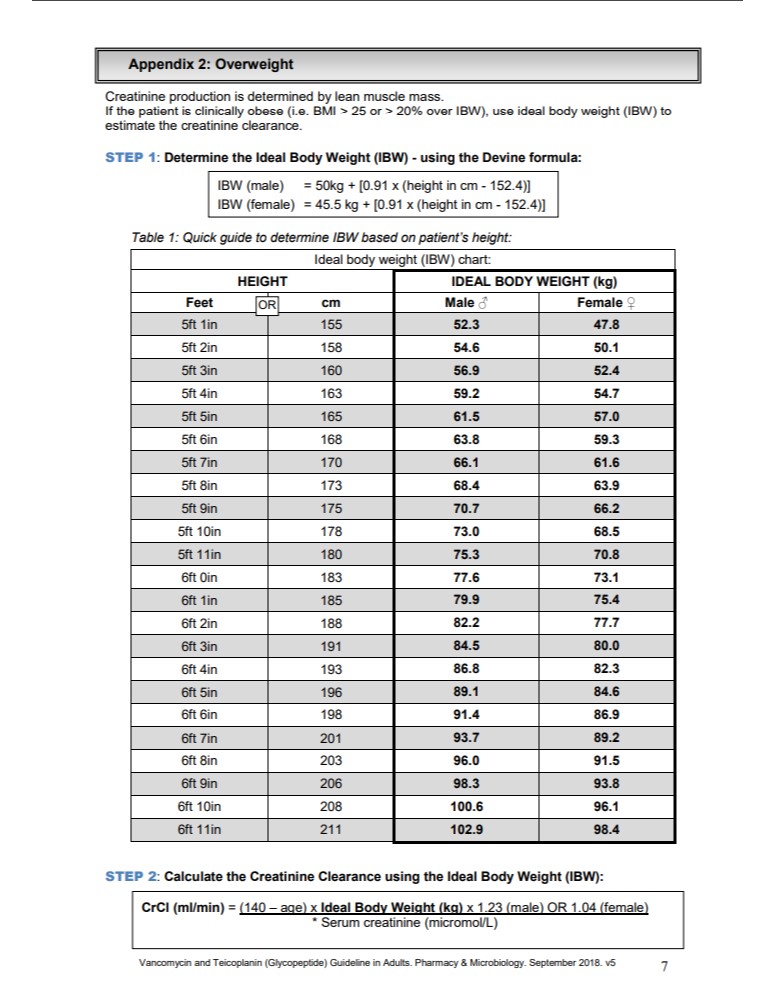 Appendix 2: Overweight
Creatinine production is determined by lean muscle mass.
If the patient is clinically obese (i.e. BMI > 25 or > 20% over IBW), use ideal body weight (IBW) to
estimate the creatinine clearance.
STEP 1: Determine the Ideal Body Weight (IBW) - using the Devine formula:
IBW (male) = 50kg + [0.91 x (height in cm - 152.4)]
IBW (female) = 45.5 kg + [0.91 x (height in cm - 152.4)]
Table 1: Quick guide to determine IBW based on patient's height:
Ideal body weight (IBW) chart:
HEIGHT IDEAL BODY WEIGHT (kg)
Feet OR cm Male ♂ Female ♀
5ft 1in 155 52.3 47.8
5ft 2in 158 54.6 50.1
5ft 3in 160 56.9 52.4
5ft 4in 163 59.2 54.7
5ft 5in 165 61.5 57.0
5ft 6in 168 63.8 59.3
5ft 7in 170 66.1 61.6
5ft 8in 173 68.4 63.9
5ft 9in 175 70.7 66.2
5ft 10in 178 73.0 68.5
5ft 11in 180 75.3 70.8
6ft 0in 183 77.6 73.1
6ft 1in 185 79.9 75.4
6ft 2in 188 82.2 77.7
6ft 3in 191 84.5 80.0
6ft 4in 193 86.8 82.3
6ft 5in 196 89.1 84.6
6ft 6in 198 91.4 86.9
6ft 7in 201 93.7 89.2
6ft 8in 203 96.0 91.5
6ft 9in 206 98.3 93.8
6ft 10in 208 100.6 96.1
6ft 11in 211 102.9 98.4
STEP 2: Calculate the Creatinine Clearance using the Ideal Body Weight (IBW):
CrCl (ml/min) = (140 – age) x Ideal Body Weight (kg) x 1.23 (male) OR 1.04 (female)
* Serum creatinine (micromol/L)
Vancomycin and Teicoplanin (Glycopeptide) Guideline in Adults. Pharmacy & Microbiology. September 2018. v5 7